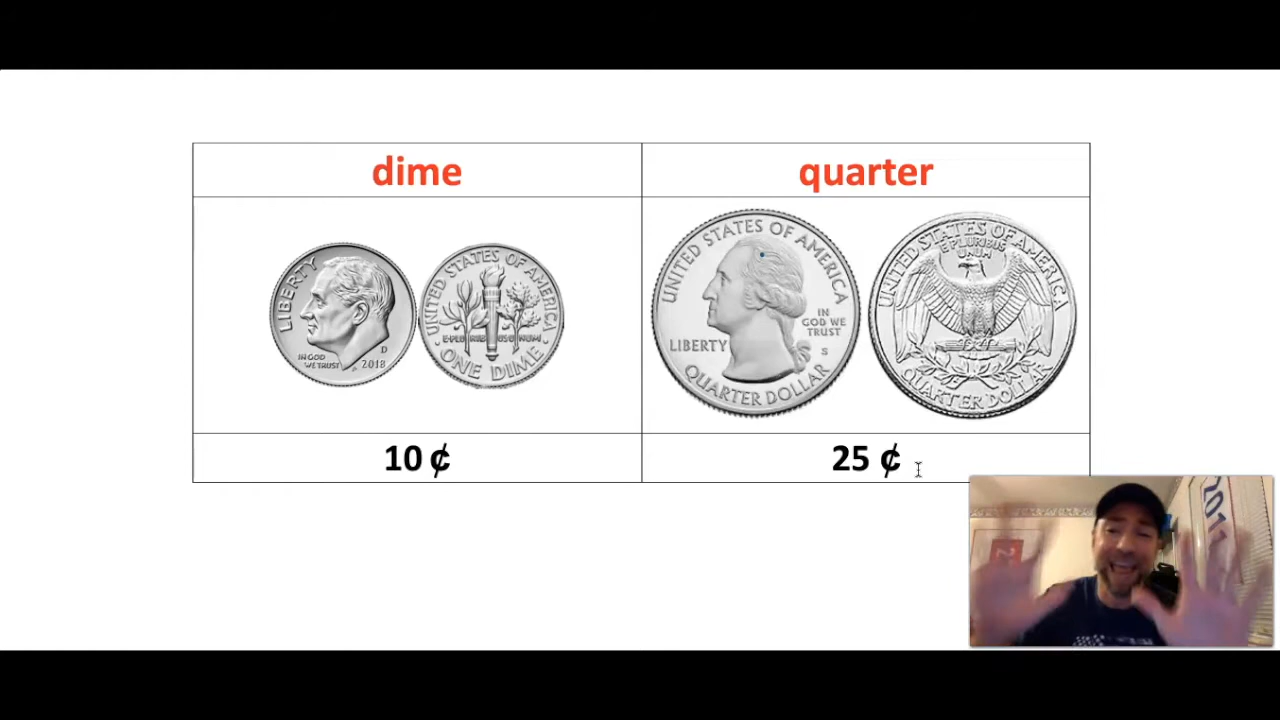 dime
quarter
LIBERTY
IN GOD
WE TRUST
D
2018
UNITED STATES OF AMERICA
E PLURIBUS UNUM
ONE DIME
UNITED STATES OF AMERICA
IN
GOD WE
TRUST
LIBERTY
S
QUARTER DOLLAR
UNITED STATES OF AMERICA
E PLURIBUS
UNUM
QUARTER DOLLAR
10 ¢
25 ¢
2011